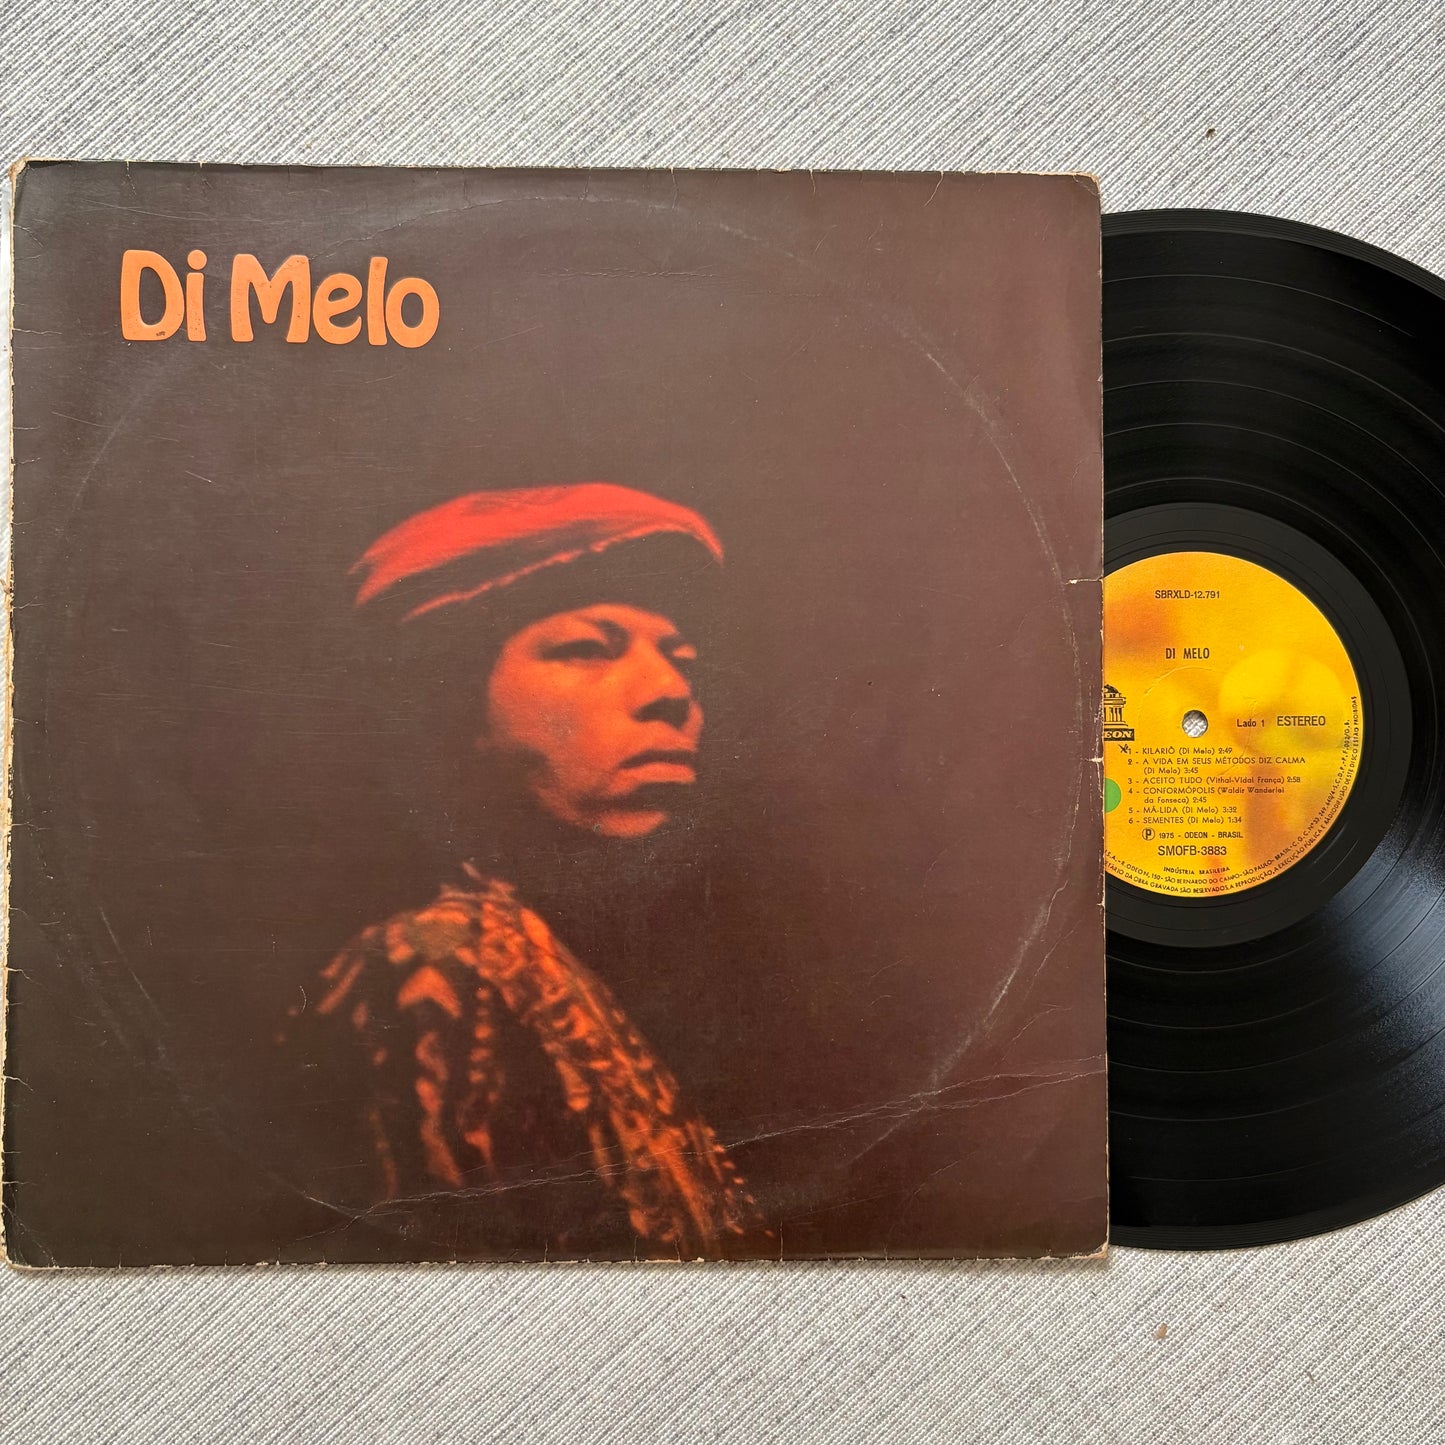 Di Melo
SBRXLD-12.791
DI MELO
Lado 1 ESTEREO
1 - KILARIÔ (Di Melo) 2:49
2 - A VIDA EM SEUS MÉTODOS DIZ CALMA
(Di Melo) 3:45
3 - ACEITO TUDO (Vithal-Vidal França) 2:58
4 - CONFORMÓPOLIS (Waldir Wanderlei
da Fonseca) 2:45
5 - MÁ-LIDA (Di Melo) 3:32
6 - SEMENTES (Di Melo) 1:34
Ⓟ 1975 - ODEON - BRASIL
SMOFB-3883
INDÚSTRIA BRASILEIRA